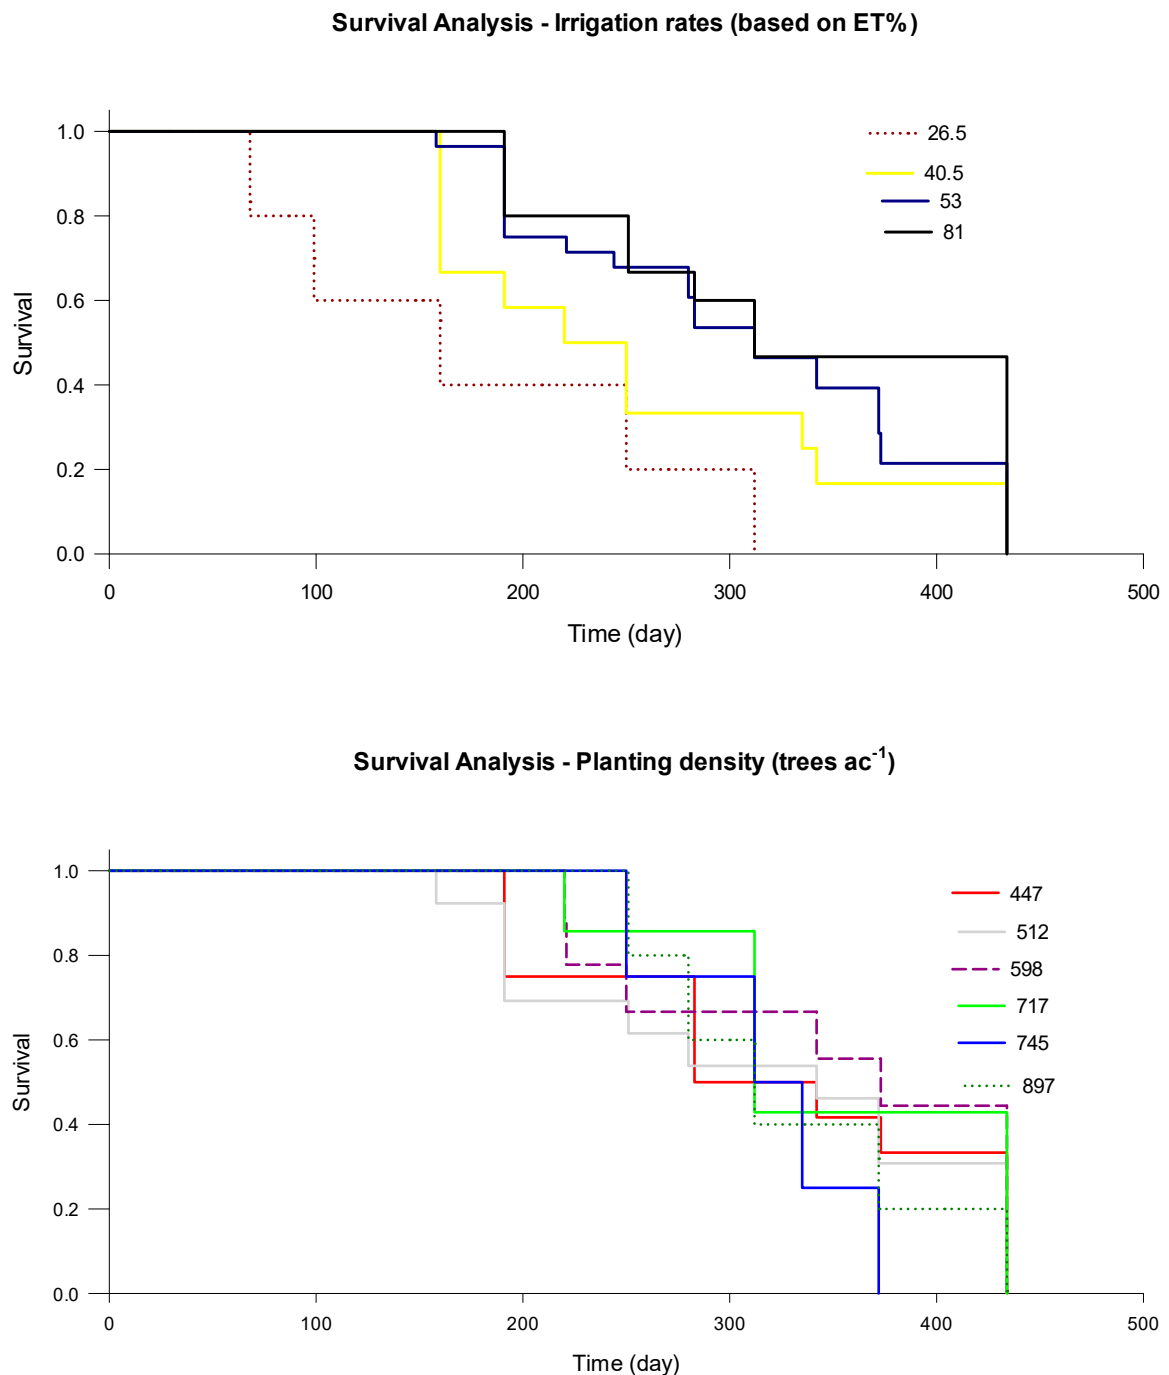 Survival Analysis - Irrigation rates (based on ET%)
26.5
40.5
53
81
1.0
0.8
0.6
0.4
0.2
0.0
Survival
0 100 200 300 400 500
Time (day)
Survival Analysis - Planting density (trees ac⁻¹)
447
512
598
717
745
897
1.0
0.8
0.6
0.4
0.2
0.0
Survival
0 100 200 300 400 500
Time (day)